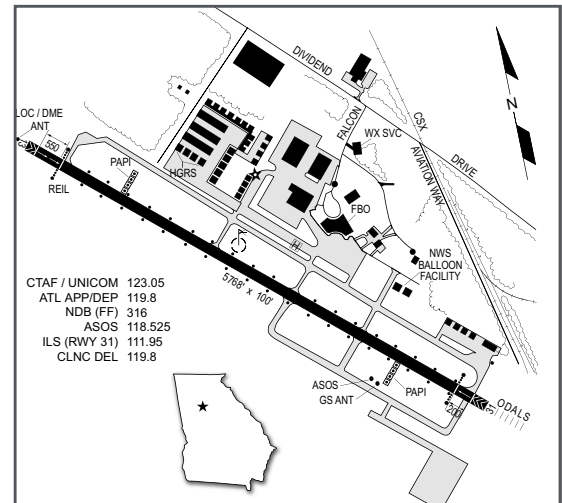 DIVIDEND
LOC / DME
ANT
550
FALCON
CSX
WX SVC
DRIVE
AVIATION WAY
N
PAPI
HGRS
REIL
FBO
H
NWS
BALLOON
FACILITY
5768' x 100'
CTAF / UNICOM 123.05
ATL APP/DEP 119.8
NDB (FF) 316
ASOS 118.525
ILS (RWY 31) 111.95
CLNC DEL 119.8
ASOS
GS ANT
PAPI
200
31
ODALS